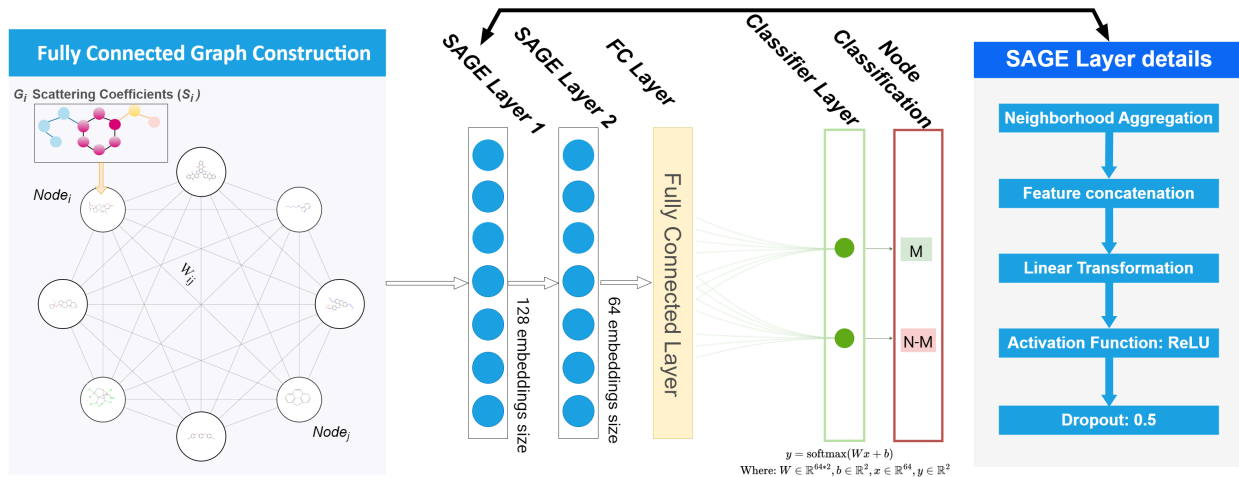 Fully Connected Graph Construction
G_i Scattering Coefficients (S_i)
Node_i
W_ij
Node_j
SAGE Layer 1
SAGE Layer 2
FC Layer
Classifier Layer
Node
Classification
128 embeddings size
64 embeddings size
Fully Connected Layer
M
N-M
y = softmax(Wx + b)
Where: W ∈ ℝ^{64*2}, b ∈ ℝ^2, x ∈ ℝ^{64}, y ∈ ℝ^2
SAGE Layer details
Neighborhood Aggregation
Feature concatenation
Linear Transformation
Activation Function: ReLU
Dropout: 0.5